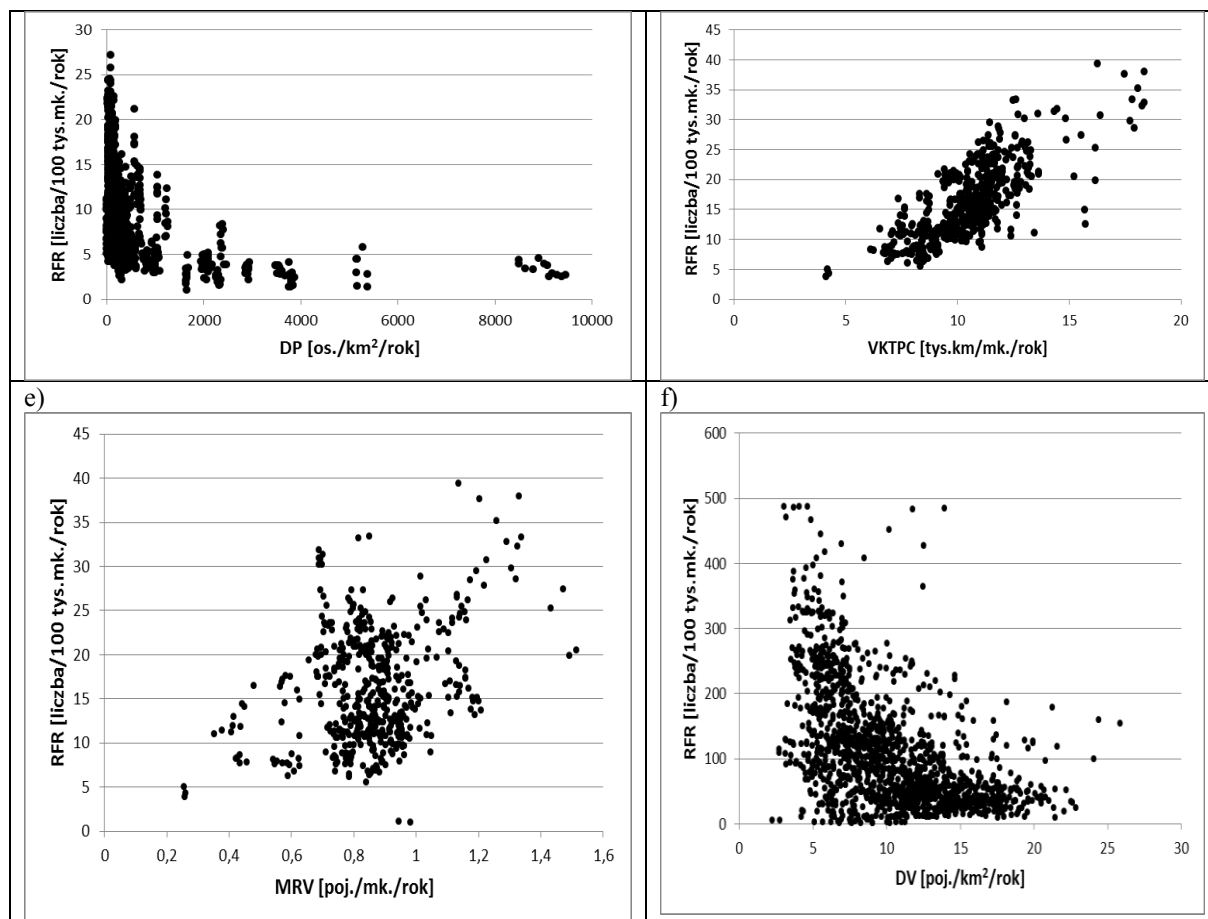 30
25
20
15
10
5
0
RFR [liczba/100 tys.mk./rok]
0 2000 4000 6000 8000 10000
DP [os./km²/rok]
45
40
35
30
25
20
15
10
5
0
RFR [liczba/100 tys.mk./rok]
0 5 10 15 20
VKTPC [tys.km/mk./rok]
e)
45
40
35
30
25
20
15
10
5
0
RFR [liczba/100 tys.mk./rok]
0 0,2 0,4 0,6 0,8 1 1,2 1,4 1,6
MRV [poj./mk./rok]
f)
600
500
400
300
200
100
0
RFR [liczba/100 tys.mk./rok]
0 5 10 15 20 25 30
DV [poj./km²/rok]